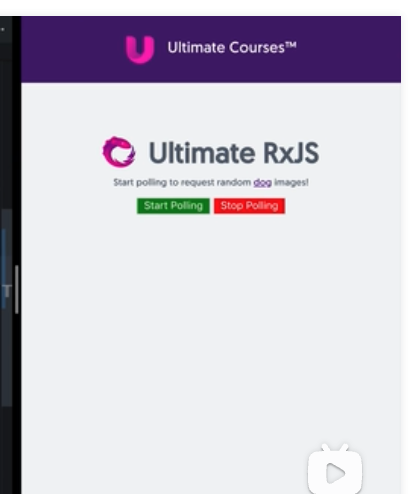 Ultimate Courses™
Ultimate RxJS
Start polling to request random dog images!
Start Polling Stop Polling
T